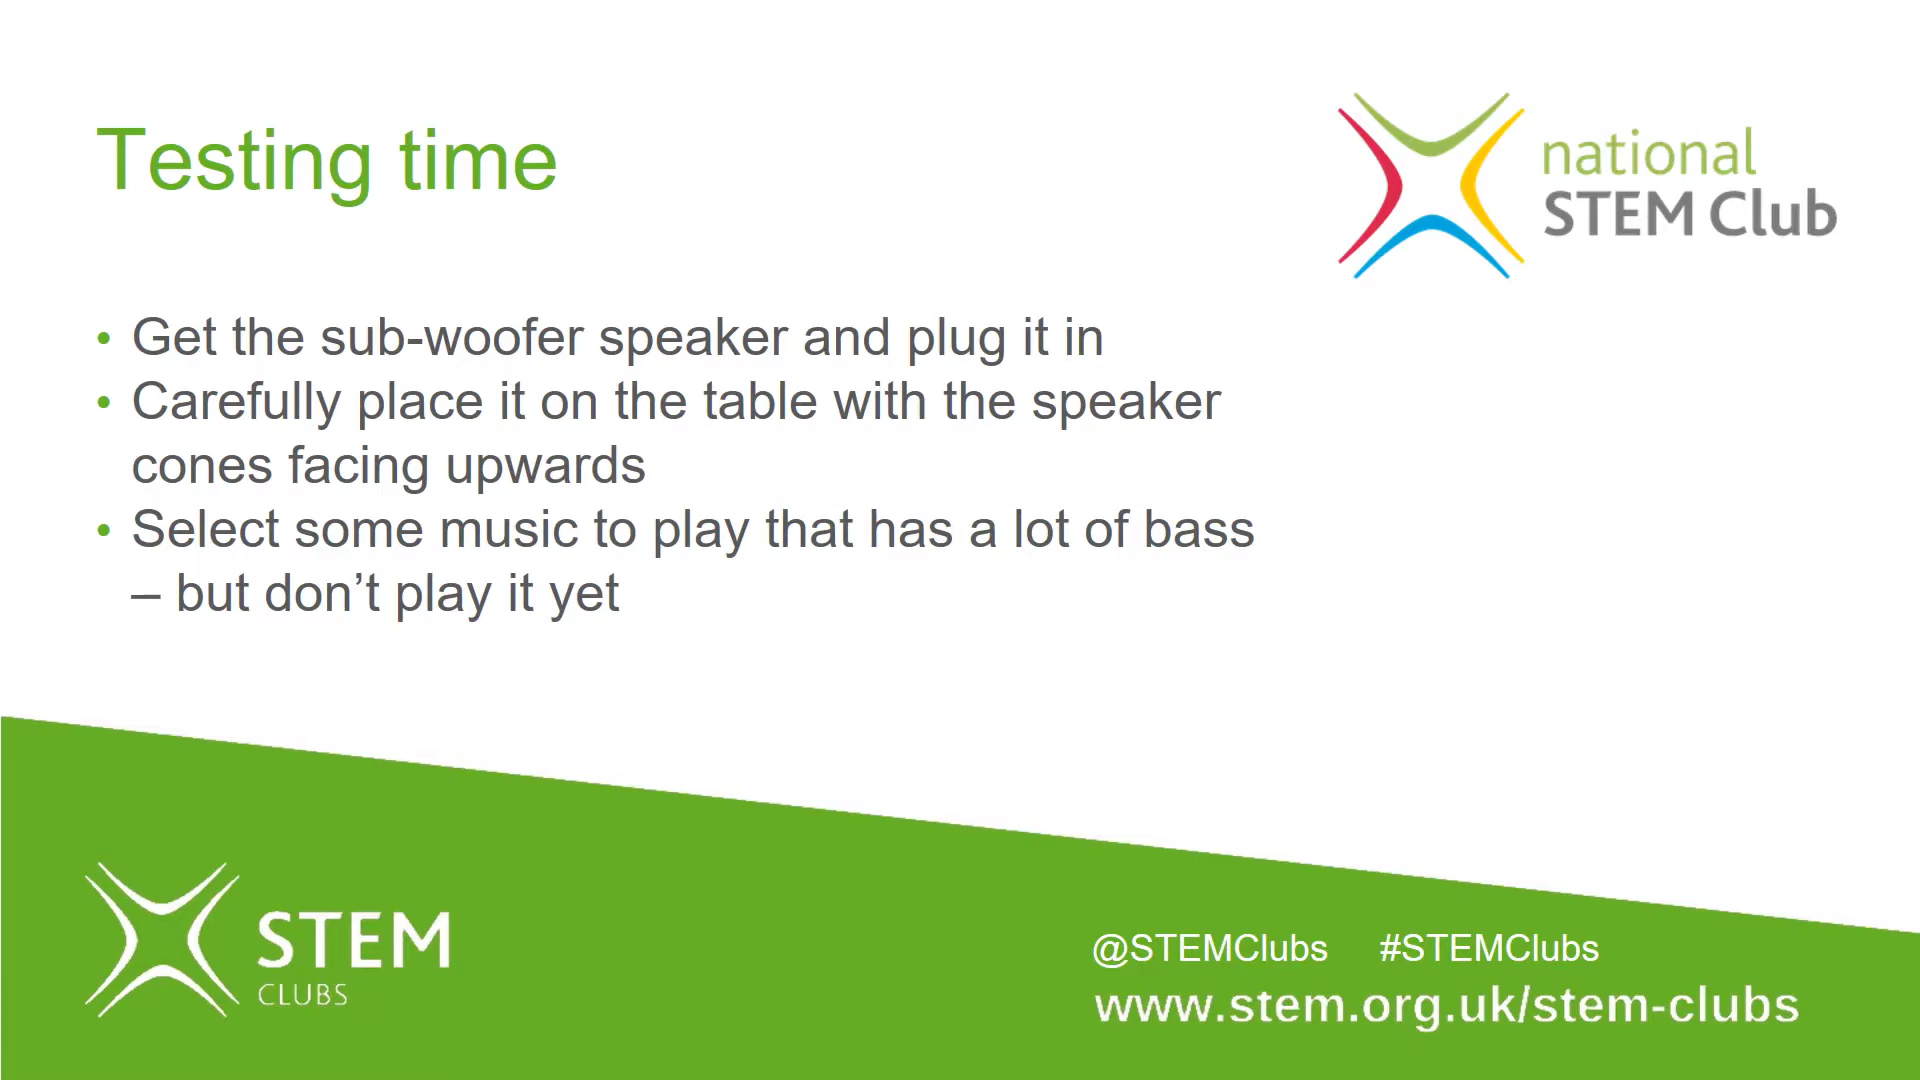 Testing time
national
STEM Club
• Get the sub-woofer speaker and plug it in
• Carefully place it on the table with the speaker
cones facing upwards
• Select some music to play that has a lot of bass
– but don’t play it yet
STEM
CLUBS
@STEMClubs #STEMClubs
www.stem.org.uk/stem-clubs